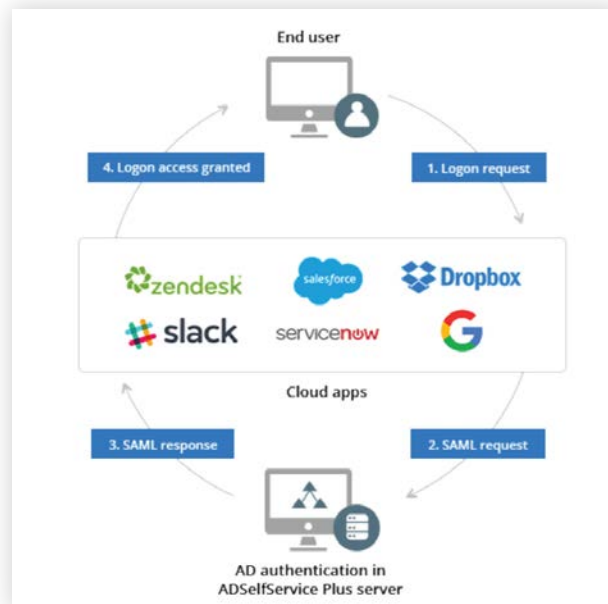 End user
4. Logon access granted
1. Logon request
zendesk
salesforce
Dropbox
slack
servicenow
G
Cloud apps
3. SAML response
2. SAML request
AD authentication in
ADSelfService Plus server